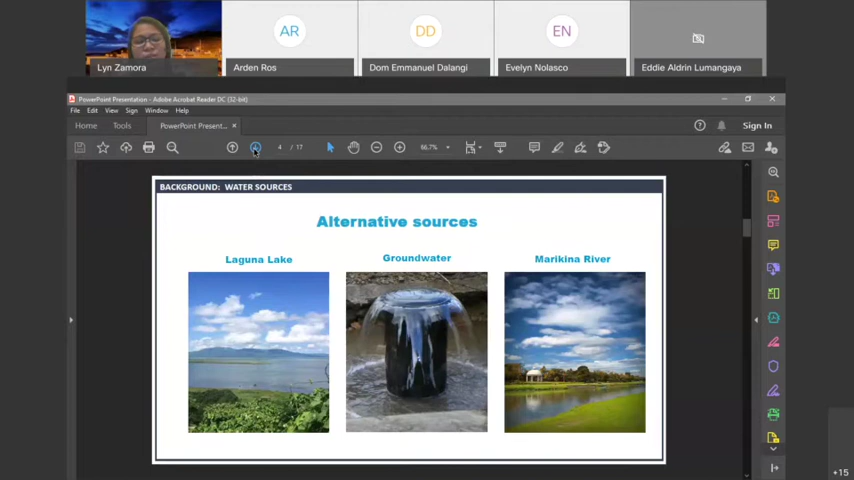 AR
DD
EN
Lyn Zamora
Arden Ros
Dom Emmanuel Dalangi
Evelyn Nolasco
Eddie Aldrin Lumangaya
PowerPoint Presentation - Adobe Acrobat Reader DC (32-bit)
File Edit View Sign Window Help
Home Tools PowerPoint Present... × Sign In
4 / 17 66.7%
BACKGROUND: WATER SOURCES
Alternative sources
Laguna Lake
Groundwater
Marikina River
+15